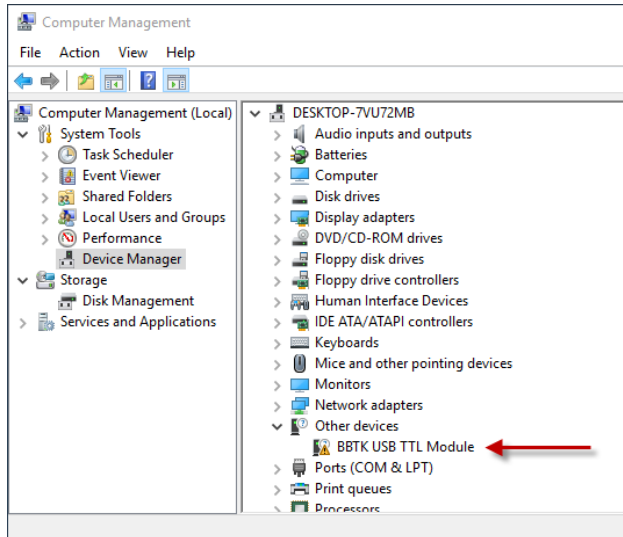 Computer Management
File Action View Help
Computer Management (Local)
System Tools
Task Scheduler
Event Viewer
Shared Folders
Local Users and Groups
Performance
Device Manager
Storage
Disk Management
Services and Applications
DESKTOP-7VU72MB
Audio inputs and outputs
Batteries
Computer
Disk drives
Display adapters
DVD/CD-ROM drives
Floppy disk drives
Floppy drive controllers
Human Interface Devices
IDE ATA/ATAPI controllers
Keyboards
Mice and other pointing devices
Monitors
Network adapters
Other devices
BBTK USB TTL Module
Ports (COM & LPT)
Print queues
Processors